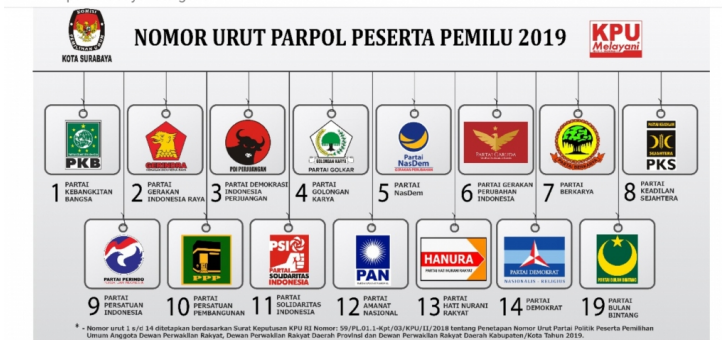 KOTA SURABAYA
NOMOR URUT PARPOL PESERTA PEMILU 2019
KPU
Melayani
PKB
GERINDRA
PDI PERJUANGAN
GOLONGAN KARYA
PARTAI GOLKAR
Partai
NasDem
PARTAI GARUDA
PKS
1 PARTAI
KEBANGKITAN
BANGSA
2 PARTAI
GERAKAN
INDONESIA RAYA
3 PARTAI DEMOKRASI
INDONESIA
PERJUANGAN
4 PARTAI
GOLONGAN
KARYA
5 PARTAI
NasDem
6 PARTAI GERAKAN
PERUBAHAN
INDONESIA
7 PARTAI
BERKARYA
8 PARTAI
KEADILAN
SEJAHTERA
PARTAI PERINDO
PPP
PSI
PARTAI
SOLIDARITAS
INDONESIA
PAN
HANURA
PARTAI HATI NURANI RAKYAT
PARTAI DEMOKRAT
NASIONALIS - RELIGIUS
PARTAI BULAN BINTANG
9 PARTAI
PERSATUAN
INDONESIA
10 PARTAI
PERSATUAN
PEMBANGUNAN
11 PARTAI
SOLIDARITAS
INDONESIA
12 PARTAI
AMANAT
NASIONAL
13 PARTAI
HATI NURANI
RAKYAT
14 PARTAI
DEMOKRAT
19 PARTAI
BULAN
BINTANG
* - Nomor urut 1 s/d 14 ditetapkan berdasarkan Surat Keputusan KPU RI Nomor: 59/PL.01.1-Kpt/03/KPU/II/2018 tentang Penetapan Nomor Urut Partai Politik Peserta Pemilihan
Umum Anggota Dewan Perwakilan Rakyat, Dewan Perwakilan Rakyat Daerah Provinsi dan Dewan Perwakilan Rakyat Daerah Kabupaten/Kota Tahun 2019.